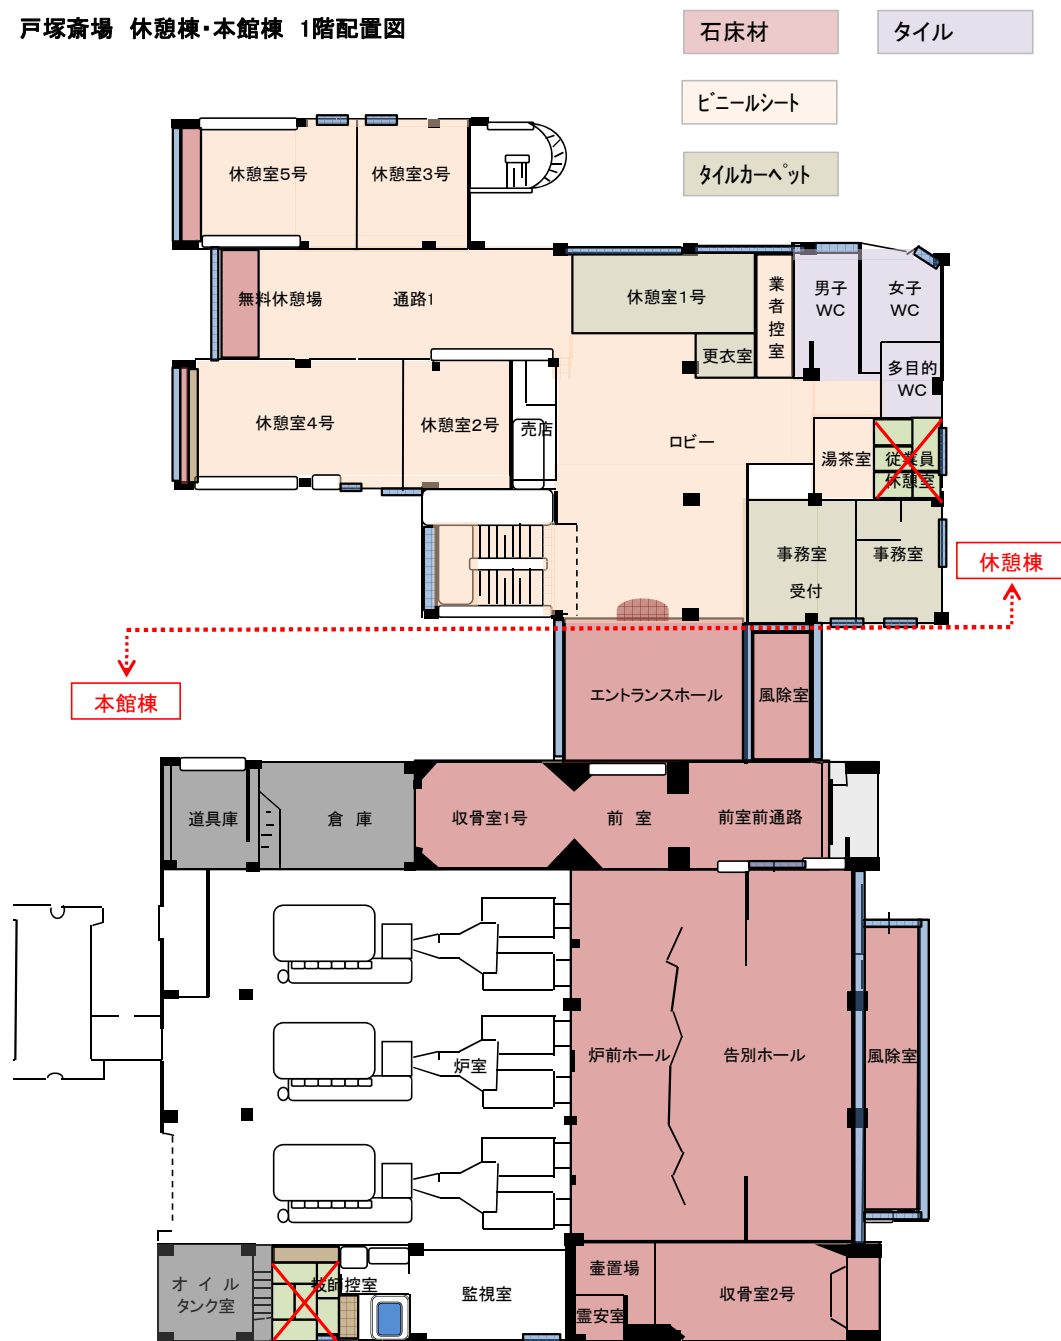 戸塚斎場 休憩棟・本館棟 1階配置図
石床材
タイル
ビニールシート
タイルカーペット
休憩室5号
休憩室3号
無料休憩場
通路1
休憩室1号
業者控室
男子
WC
女子
WC
更衣室
多目的
WC
休憩室4号
休憩室2号
売店
ロビー
湯茶室
従業員
休憩室
事務室
受付
事務室
休憩棟
本館棟
エントランスホール
風除室
道具庫
倉 庫
収骨室1号
前 室
前室前通路
炉室
炉前ホール
告別ホール
風除室
オ イ ル
タンク室
技師控室
監視室
壷置場
霊安室
収骨室2号